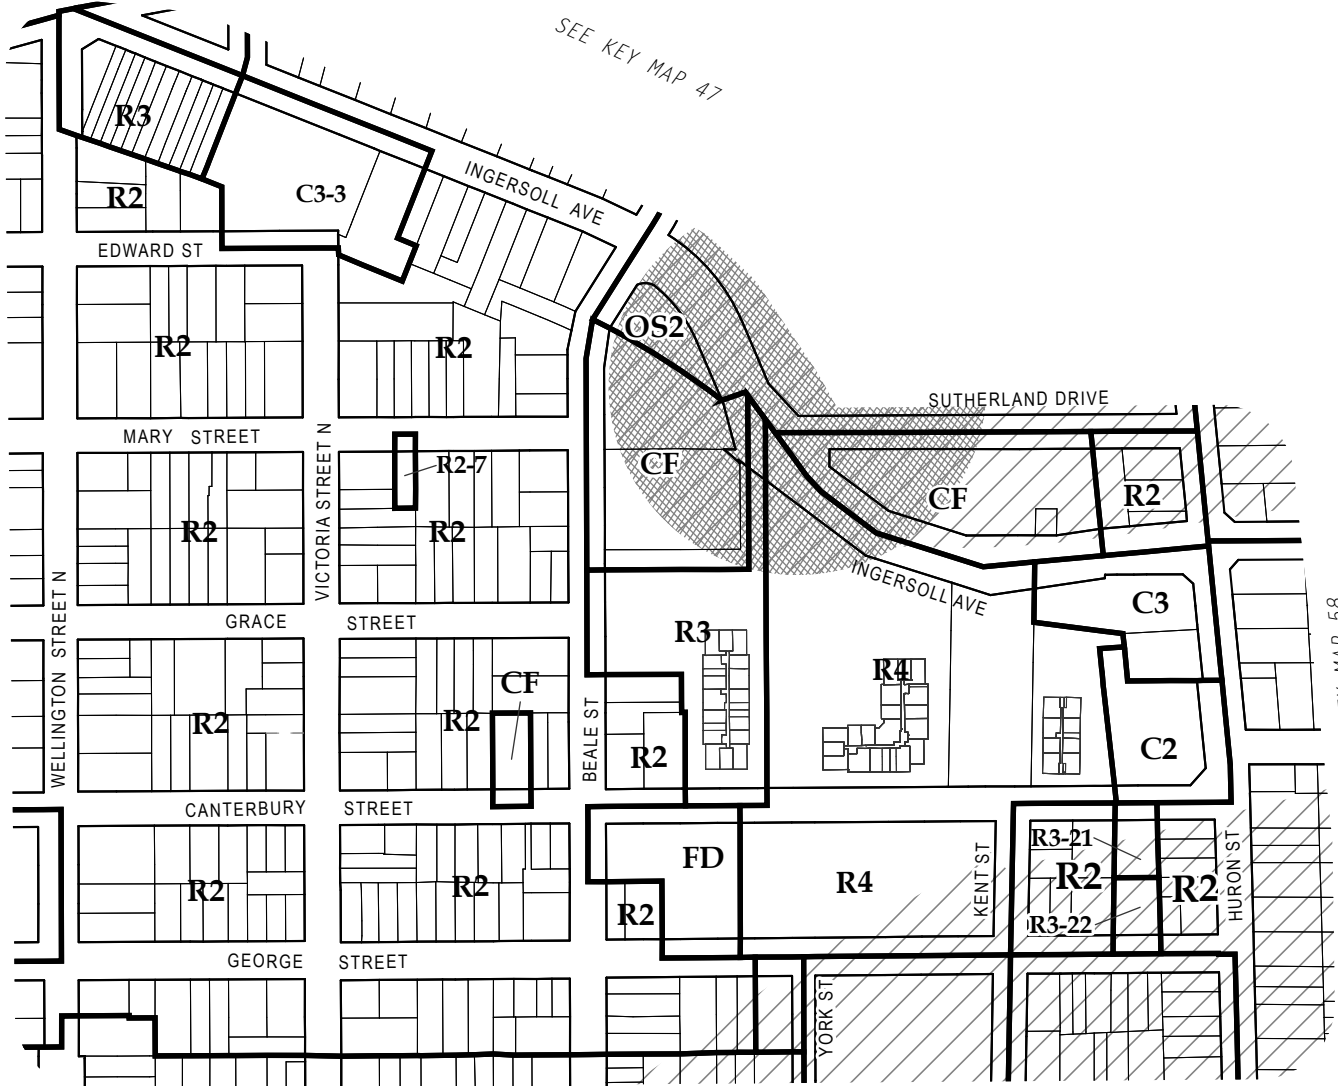 SEE KEY MAP 47
R3
R2
C3-3
INGERSOLL AVE
EDWARD ST
OS2
R2
R2
SUTHERLAND DRIVE
MARY STREET
VICTORIA STREET N
R2-7
CF
CF
R2
R2
R2
INGERSOLL AVE
WELLINGTON STREET N
C3
GRACE STREET
R3
R4
CF
R2
R2
BEALE ST
R2
C2
CANTERBURY STREET
R3-21
FD
R4
KENT ST
R2
R2
HURON ST
R2
R2
R2
R3-22
GEORGE STREET
YORK ST
MAP 58